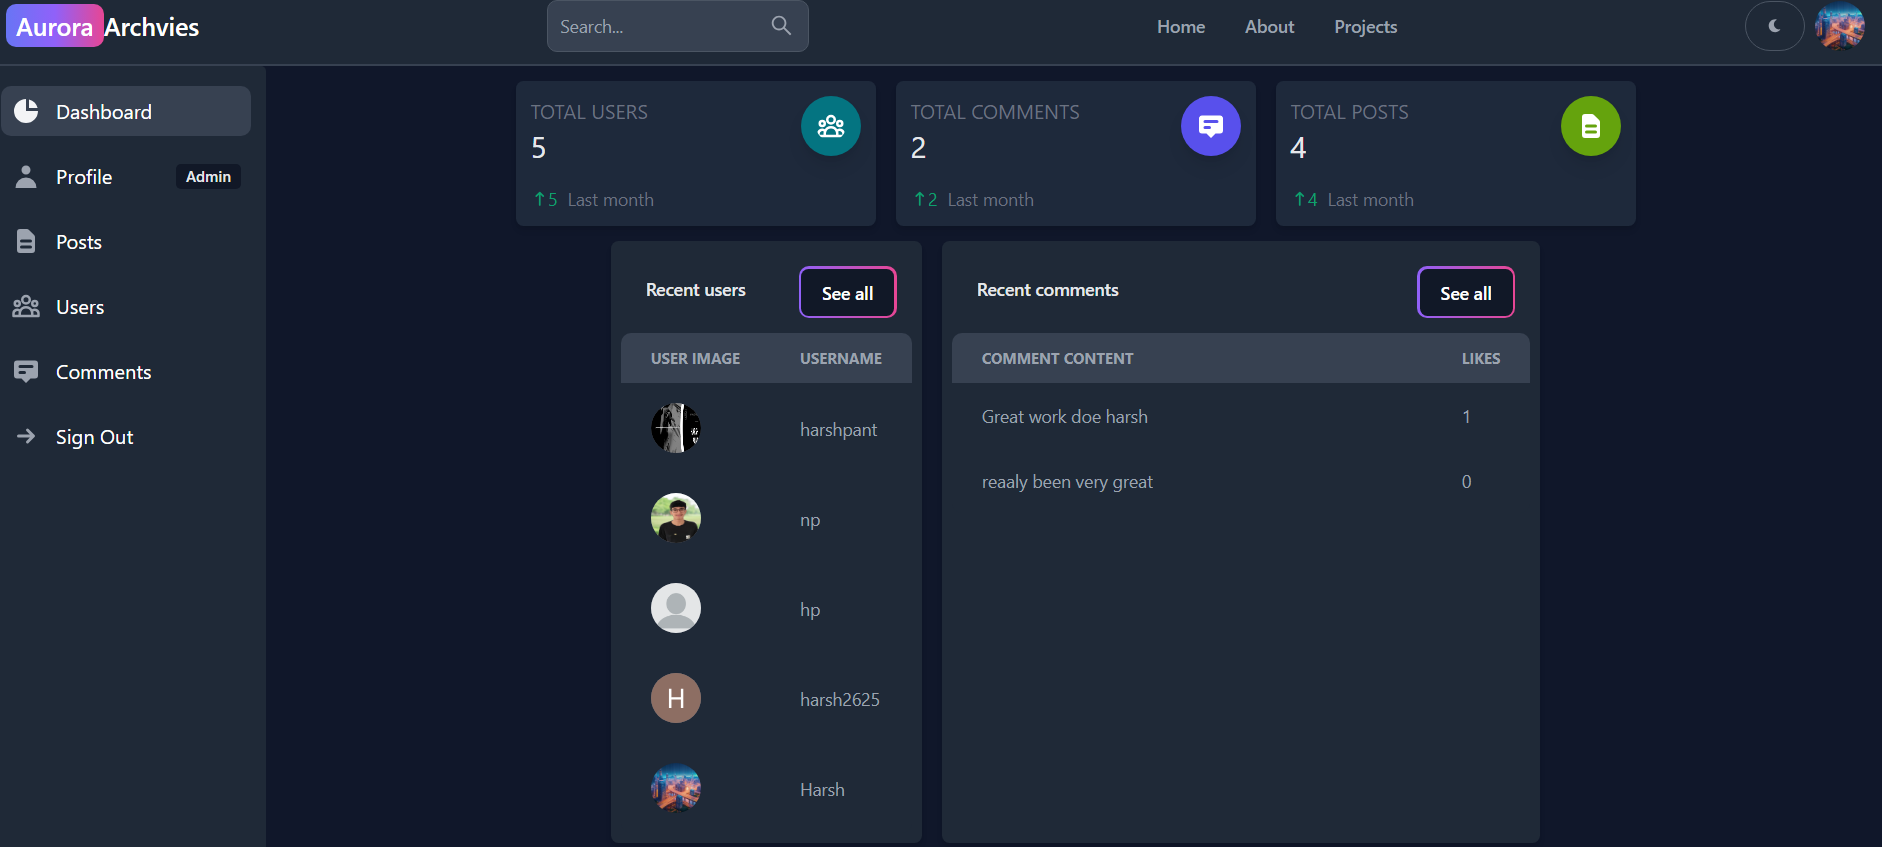 Aurora Archvies
Search...
Home
About
Projects
Dashboard
Profile
Admin
Posts
Users
Comments
Sign Out
TOTAL USERS
5
5 Last month
TOTAL COMMENTS
2
2 Last month
TOTAL POSTS
4
4 Last month
Recent users
See all
USER IMAGE USERNAME
harshpant
np
hp
H harsh2625
Harsh
Recent comments
See all
COMMENT CONTENT LIKES
Great work doe harsh 1
reaaly been very great 0